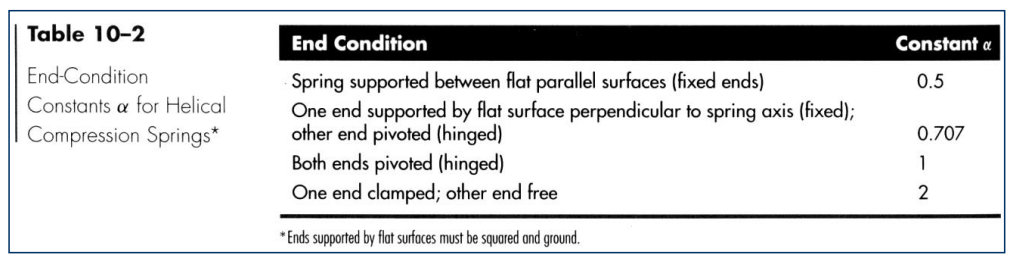 Table 10–2
End-Condition
Constants α for Helical
Compression Springs*
End Condition Constant α
Spring supported between flat parallel surfaces (fixed ends) 0.5
One end supported by flat surface perpendicular to spring axis (fixed);
other end pivoted (hinged) 0.707
Both ends pivoted (hinged) 1
One end clamped; other end free 2
*Ends supported by flat surfaces must be squared and ground.